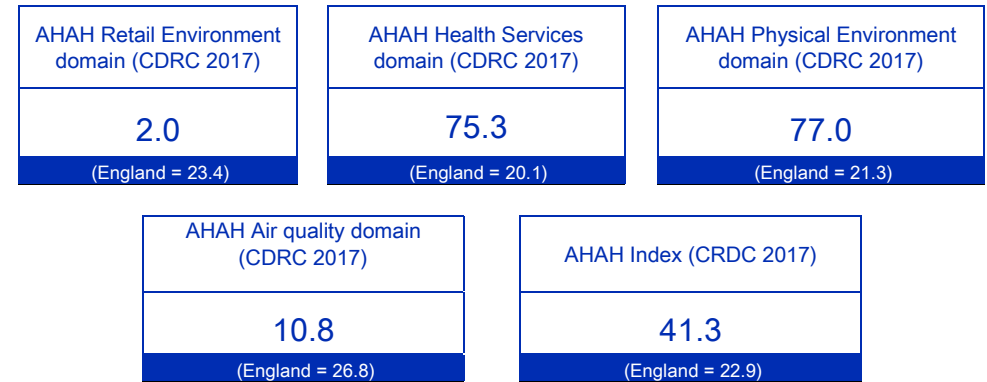 AHAH Retail Environment
domain (CDRC 2017)
2.0
(England = 23.4)
AHAH Health Services
domain (CDRC 2017)
75.3
(England = 20.1)
AHAH Physical Environment
domain (CDRC 2017)
77.0
(England = 21.3)
AHAH Air quality domain
(CDRC 2017)
10.8
(England = 26.8)
AHAH Index (CRDC 2017)
41.3
(England = 22.9)